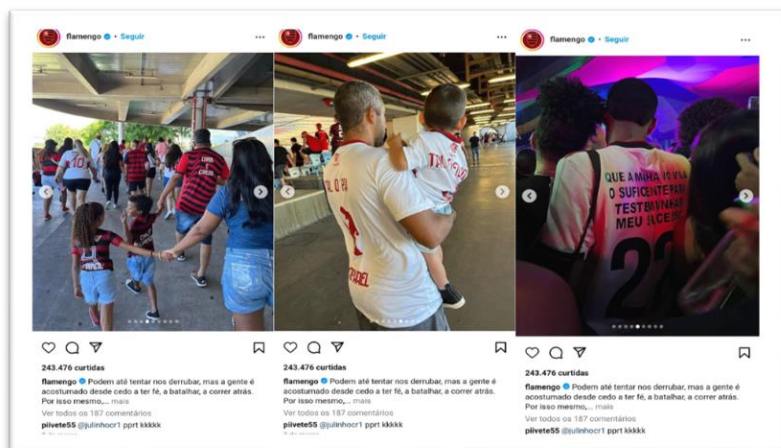 flamengo • Seguir
10
CADU E
CACAU
243.476 curtidas
flamengo Podem até tentar nos derrubar, mas a gente é
acostumado desde cedo a ter fé, a batalhar, a correr atrás.
Por isso mesmo,... mais
Ver todos os 187 comentários
piivete55 @julinhocr1 pprt kkkkk
flamengo • Seguir
243.476 curtidas
flamengo Podem até tentar nos derrubar, mas a gente é
acostumado desde cedo a ter fé, a batalhar, a correr atrás.
Por isso mesmo,... mais
Ver todos os 187 comentários
piivete55 @julinhocr1 pprt kkkkk
flamengo • Seguir
QUE A MINHA
O SUFICENTE PARA
TESTEMUNHAR
MEU SUCESSO
22
243.476 curtidas
flamengo Podem até tentar nos derrubar, mas a gente é
acostumado desde cedo a ter fé, a batalhar, a correr atrás.
Por isso mesmo,... mais
Ver todos os 187 comentários
piivete55 @julinhocr1 pprt kkkkk